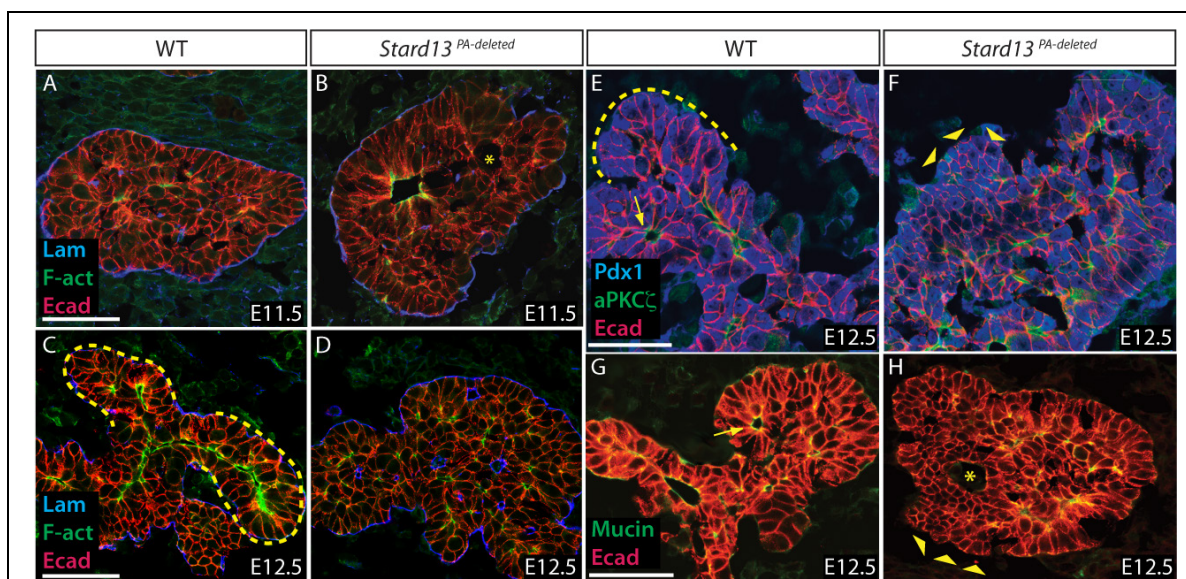 WT
Stard13 PA-deleted
WT
Stard13 PA-deleted
A
Lam
F-act
Ecad
E11.5
B
*
E11.5
E
Pdx1
aPKCζ
Ecad
E12.5
F
E12.5
C
Lam
F-act
Ecad
E12.5
D
E12.5
G
Mucin
Ecad
E12.5
H
*
E12.5